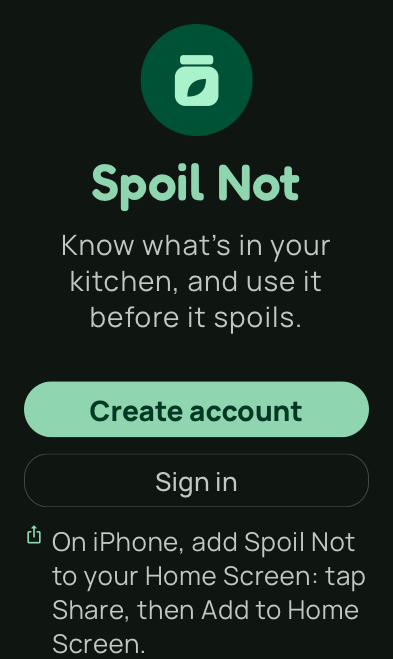 Spoil Not
Know what's in your
kitchen, and use it
before it spoils.
Create account
Sign in
On iPhone, add Spoil Not
to your Home Screen: tap
Share, then Add to Home
Screen.